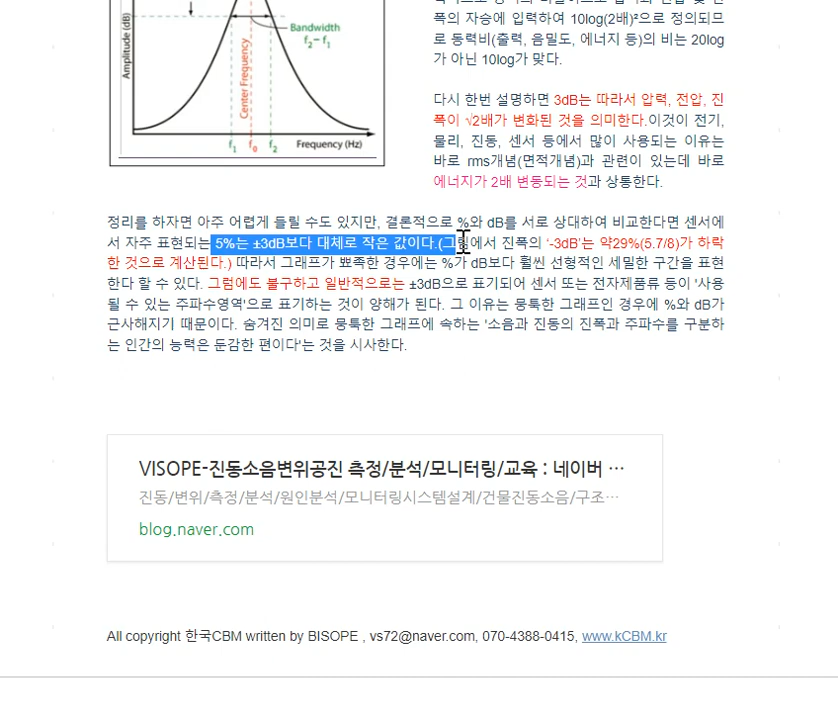 Amplitude (dB)
Bandwidth
f₂ – f₁
Center Frequency
f₁ f₀ f₂ Frequency (Hz)
폭의 자승에 입력하여 10log(2배)²으로 정의되므
로 동력비(출력, 음밀도, 에너지 등)의 비는 20log
가 아닌 10log가 맞다.
다시 한번 설명하면 3dB는 따라서 압력, 전압, 진
폭이 √2배가 변화된 것을 의미한다.이것이 전기,
물리, 진동, 센서 등에서 많이 사용되는 이유는
바로 rms개념(면적개념)과 관련이 있는데 바로
에너지가 2배 변동되는 것과 상통한다.
정리를 하자면 아주 어렵게 들릴 수도 있지만, 결론적으로 %와 dB를 서로 상대하여 비교한다면 센서에
서 자주 표현되는 5%는 ±3dB보다 대체로 작은 값이다.(그림에서 진폭의 '-3dB'는 약29%(5.7/8)가 하락
한 것으로 계산된다.) 따라서 그래프가 뾰족한 경우에는 %가 dB보다 훨씬 선형적인 세밀한 구간을 표현
한다 할 수 있다. 그럼에도 불구하고 일반적으로는 ±3dB으로 표기되어 센서 또는 전자제품류 등이 '사용
될 수 있는 주파수영역'으로 표기하는 것이 양해가 된다. 그 이유는 뭉툭한 그래프인 경우에 %와 dB가
근사해지기 때문이다. 숨겨진 의미로 뭉툭한 그래프에 속하는 '소음과 진동의 진폭과 주파수를 구분하
는 인간의 능력은 둔감한 편이다'는 것을 시사한다.
VISOPE-진동소음변위공진 측정/분석/모니터링/교육 : 네이버 ···
진동/변위/측정/분석/원인분석/모니터링시스템설계/건물진동소음/구조···
blog.naver.com
All copyright 한국CBM written by BISOPE , vs72@naver.com, 070-4388-0415, www.kCBM.kr